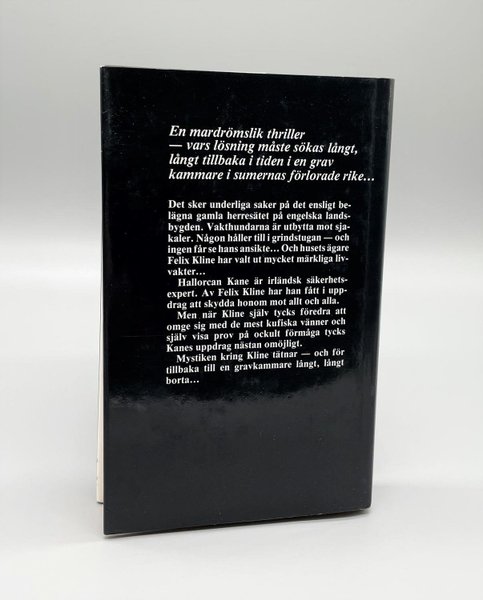 En mardrömslik thriller
— vars lösning måste sökas långt,
långt tillbaka i tiden i en grav
kammare i sumernas förlorade rike...
Det sker underliga saker på det ensligt be-
lägna gamla herresätet på engelska lands-
bygden. Vakthundarna är utbytta mot sja-
kaler. Någon håller till i grindstugan — och
ingen får se hans ansikte... Och husets ägare
Felix Kline har valt ut mycket märkliga liv-
vakter...
Hallorcan Kane är irländsk säkerhets-
expert. Av Felix Kline har han fått i upp-
drag att skydda honom mot allt och alla.
Men när Kline själv tycks föredra att
omge sig med de mest kufiska vänner och
själv visa prov på ockult förmåga tycks
Kanes uppdrag nästan omöjligt.
Mystiken kring Kline tätnar — och för
tillbaka till en gravkammare långt, långt
borta...